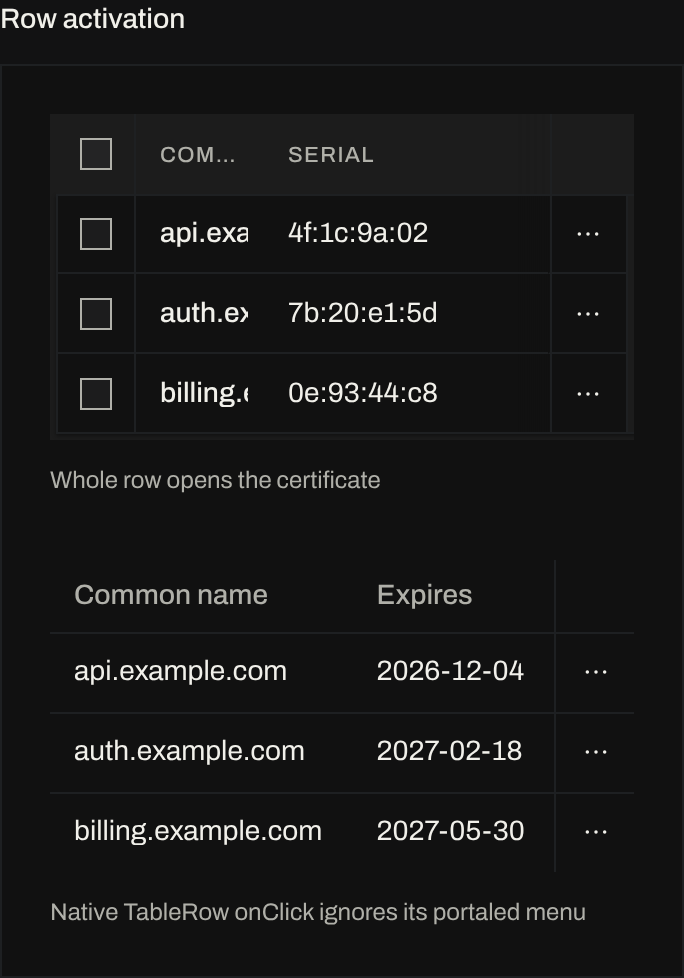 Row activation
COM... SERIAL
api.exa 4f:1c:9a:02 ...
auth.ex 7b:20:e1:5d ...
billing. 0e:93:44:c8 ...
Whole row opens the certificate
Common name Expires
api.example.com 2026-12-04 ...
auth.example.com 2027-02-18 ...
billing.example.com 2027-05-30 ...
Native TableRow onClick ignores its portaled menu